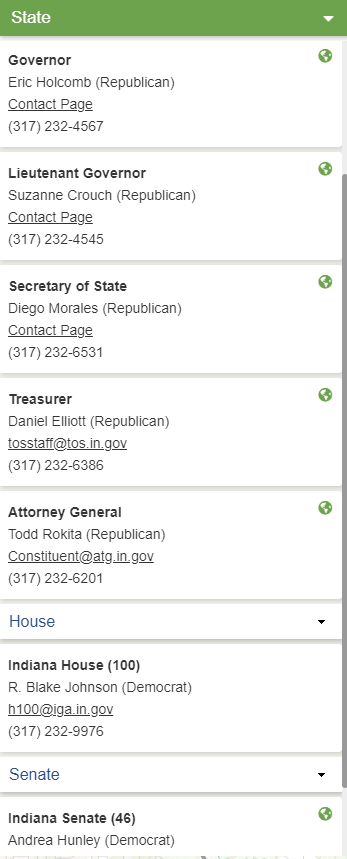 State
Governor
Eric Holcomb (Republican)
Contact Page
(317) 232-4567
Lieutenant Governor
Suzanne Crouch (Republican)
Contact Page
(317) 232-4545
Secretary of State
Diego Morales (Republican)
Contact Page
(317) 232-6531
Treasurer
Daniel Elliott (Republican)
tosstaff@tos.in.gov
(317) 232-6386
Attorney General
Todd Rokita (Republican)
Constituent@atg.in.gov
(317) 232-6201
House
Indiana House (100)
R. Blake Johnson (Democrat)
h100@iga.in.gov
(317) 232-9976
Senate
Indiana Senate (46)
Andrea Hunley (Democrat)